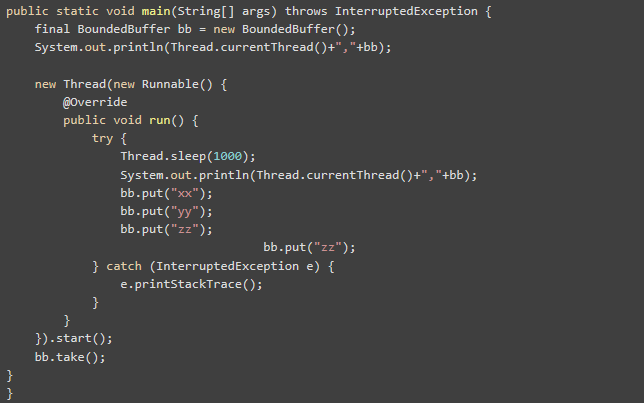 public static void main(String[] args) throws InterruptedException {
    final BoundedBuffer bb = new BoundedBuffer();
    System.out.println(Thread.currentThread()+","+bb);

    new Thread(new Runnable() {
        @Override
        public void run() {
            try {
                Thread.sleep(1000);
                System.out.println(Thread.currentThread()+","+bb);
                bb.put("xx");
                bb.put("yy");
                bb.put("zz");
                                    bb.put("zz");
            } catch (InterruptedException e) {
                e.printStackTrace();
            }
        }
    }).start();
    bb.take();
}
}